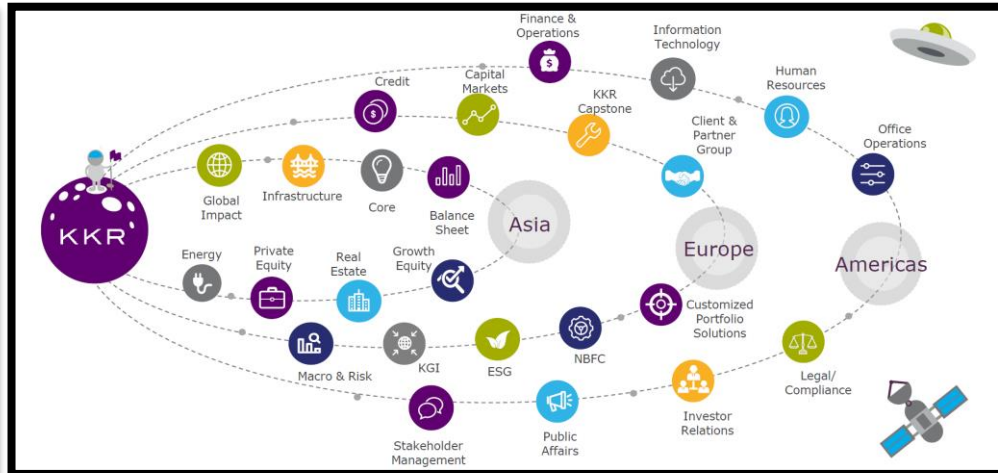 Finance &
Operations
Information
Technology
Human
Resources
Office
Operations
Credit
Capital
Markets
KKR
Capstone
Client &
Partner
Group
Global
Impact
Infrastructure
Core
Balance
Sheet
KKR
Asia
Europe
Americas
Energy
Private
Equity
Real
Estate
Growth
Equity
Customized
Portfolio
Solutions
Macro & Risk
KGI
ESG
NBFC
Legal/
Compliance
Stakeholder
Management
Public
Affairs
Investor
Relations